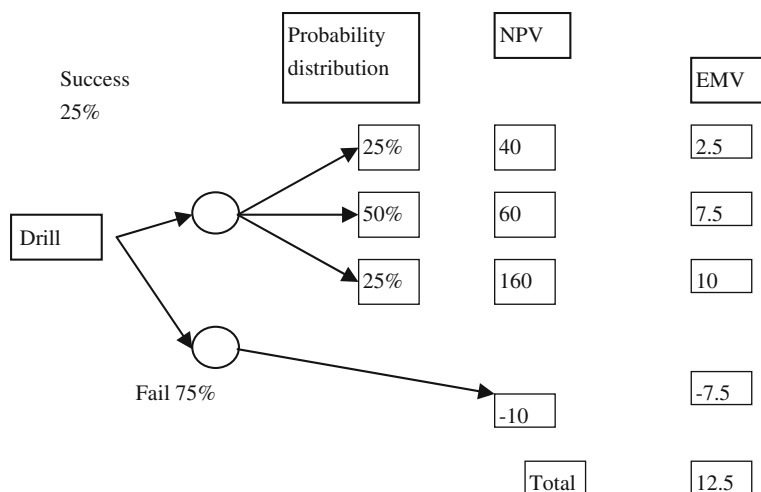 Probability
distribution
NPV
Success
25%
EMV
25% 40 2.5
Drill
50% 60 7.5
25% 160 10
Fail 75%
-10
-7.5
Total 12.5